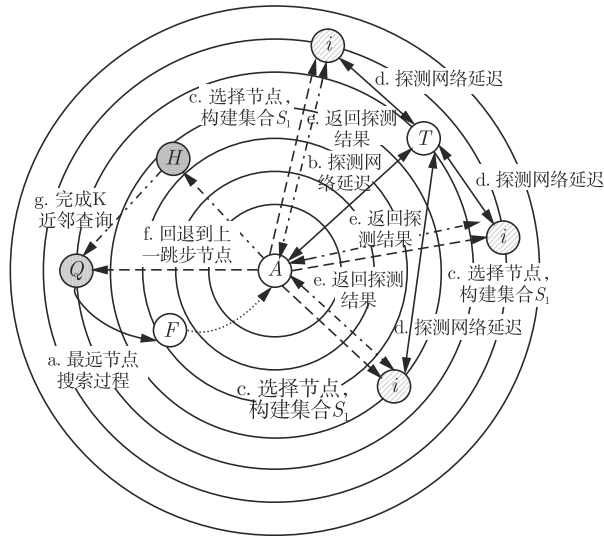 i
d. 探测网络延迟
c. 选择节点,
构建集合S₁
e. 返回探测
结果
T
H
b. 探测网
络延迟
d. 探测网络延迟
g. 完成K
近邻查询
e. 返回探
测结果
f. 回退到上
一跳步节点
i
Q
A
e. 返回探测
结果
c. 选择节点,
构建集合S₁
F
d. 探测网络延迟
a. 最远节点
搜索过程
i
c. 选择节点,
构建集合S₁